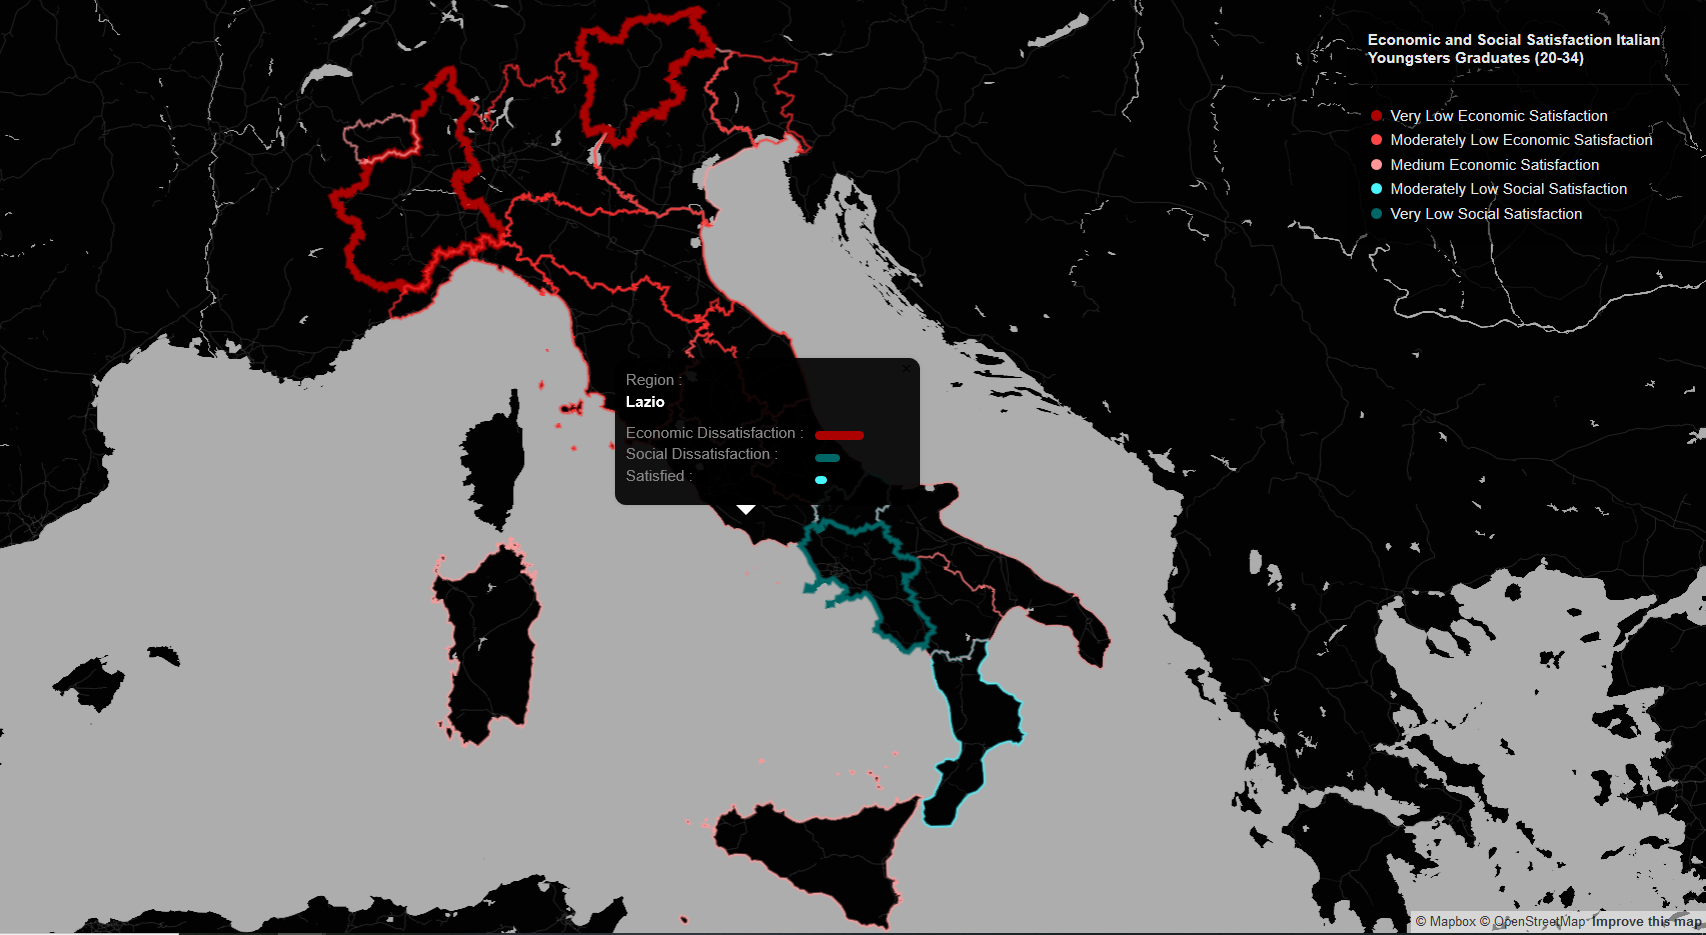 Economic and Social Satisfaction Italian
Youngsters Graduates (20-34)
Very Low Economic Satisfaction
Moderately Low Economic Satisfaction
Medium Economic Satisfaction
Moderately Low Social Satisfaction
Very Low Social Satisfaction
×
Region :
Lazio
Economic Dissatisfaction :
Social Dissatisfaction :
Satisfied :
© Mapbox © OpenStreetMap Improve this map